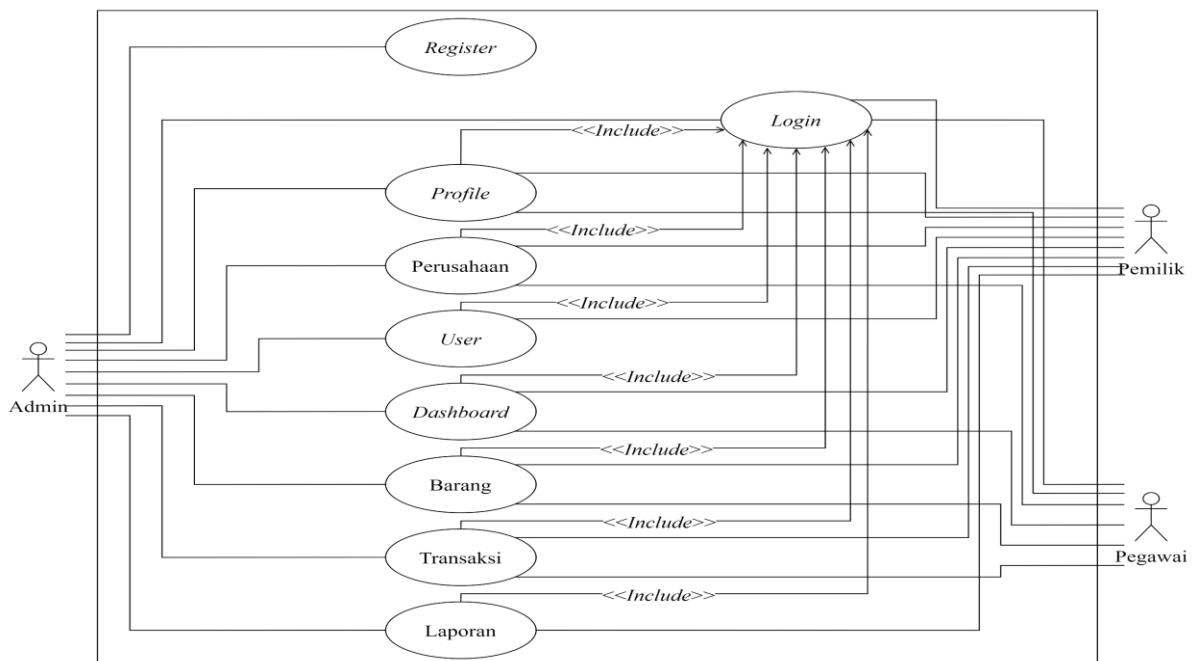 Register
Login
<<Include>>
Profile
<<Include>>
Perusahaan
Pemilik
<<Include>>
User
<<Include>>
Admin
Dashboard
<<Include>>
Barang
<<Include>>
Transaksi
Pegawai
<<Include>>
Laporan